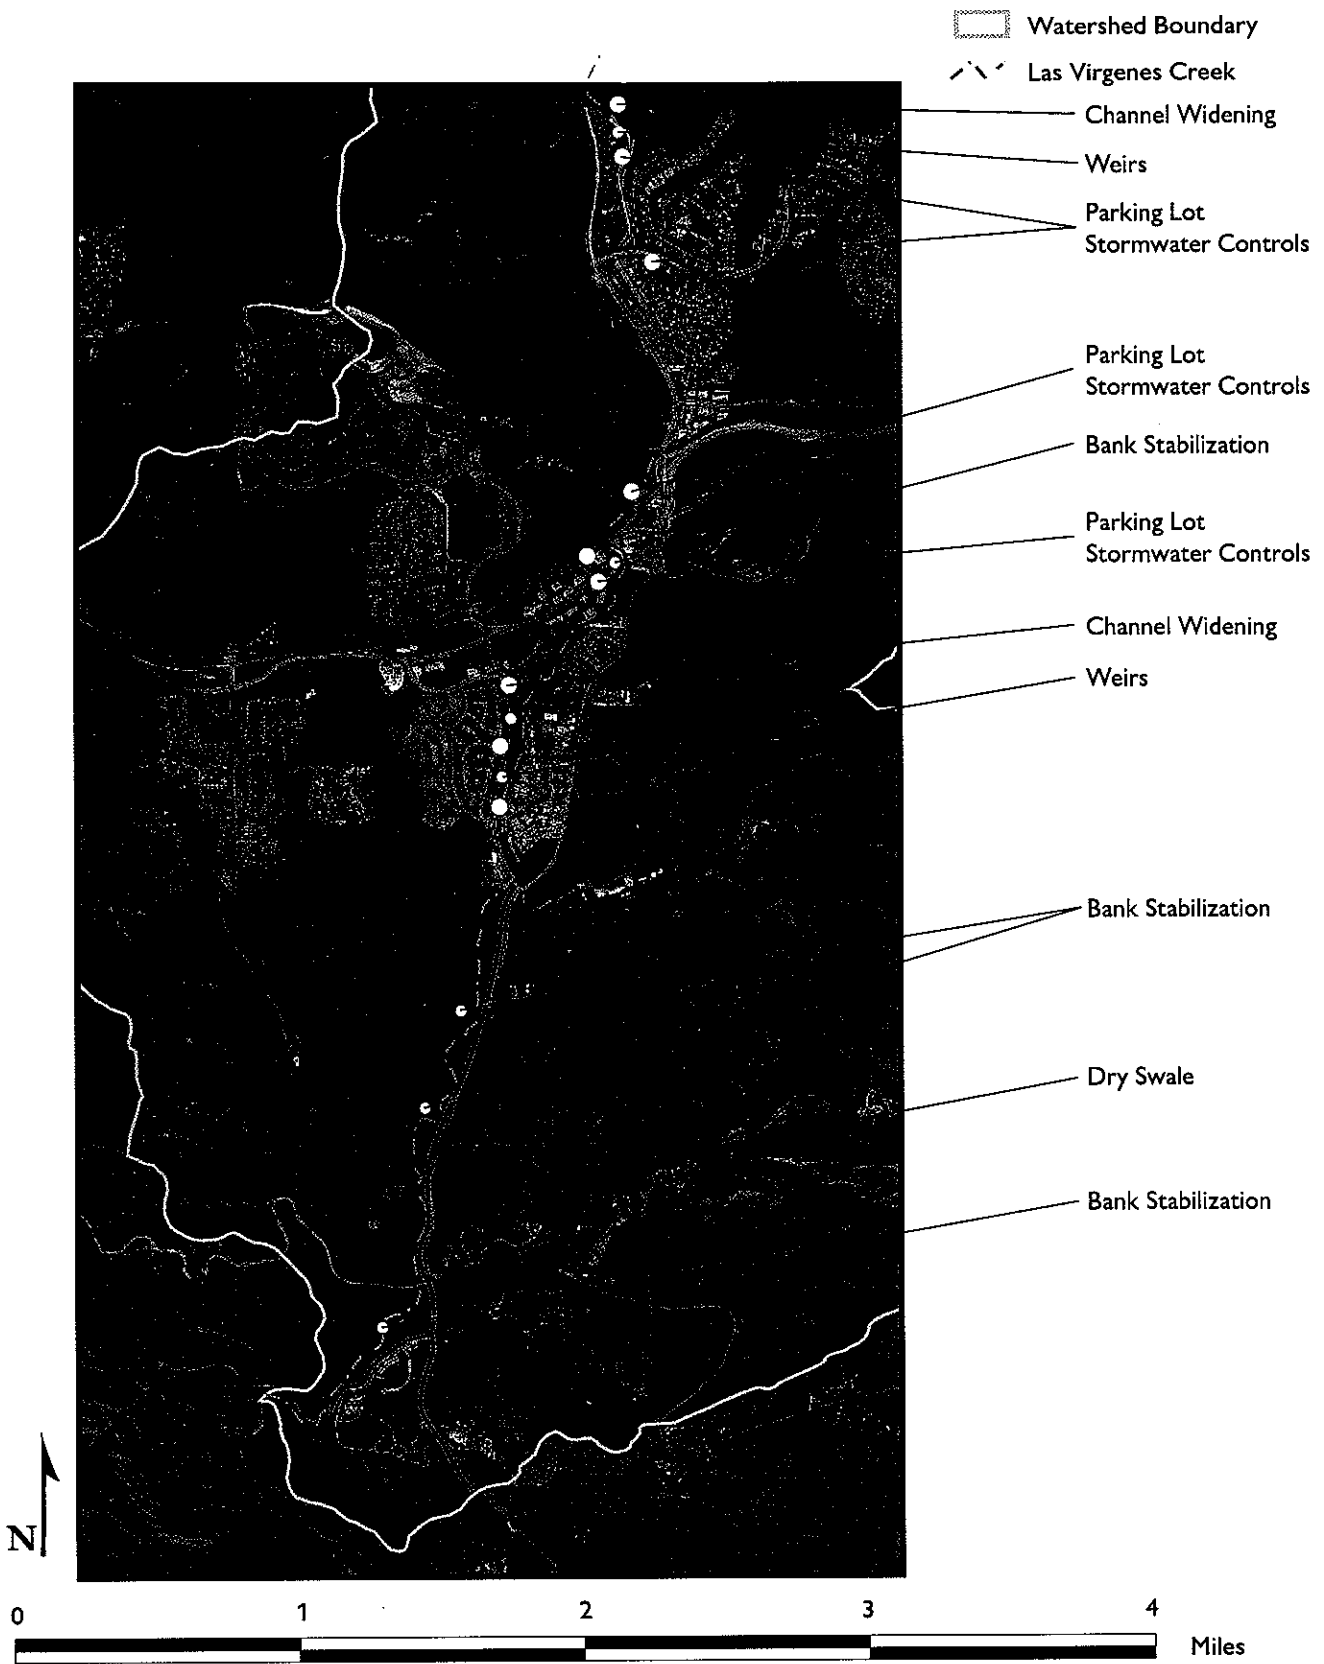 Watershed Boundary
Las Virgenes Creek
Channel Widening
Weirs
Parking Lot
Stormwater Controls
Parking Lot
Stormwater Controls
Bank Stabilization
Parking Lot
Stormwater Controls
Channel Widening
Weirs
Bank Stabilization
Dry Swale
Bank Stabilization
N
0 1 2 3 4
Miles